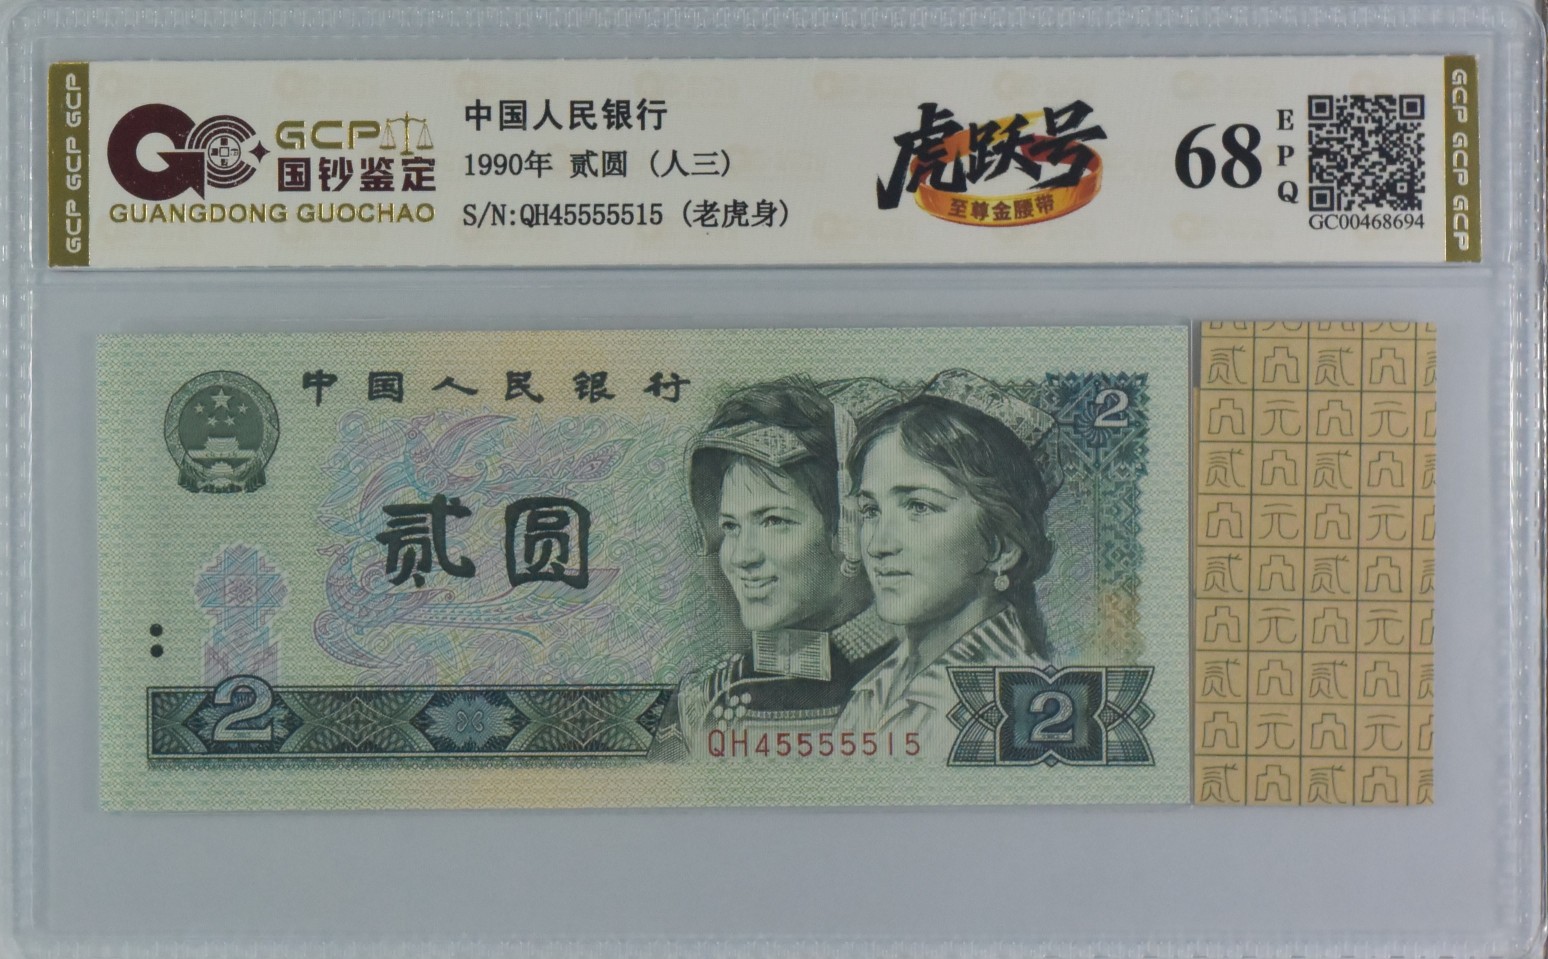 GCP GCP GCP
GCP
国钞鉴定
GUANGDONG GUOCHAO
中国人民银行
1990年 贰圆 (人三)
S/N:QH45555515 (老虎身)
虎跃号
至尊金腰带
68
EPQ
GC00468694
GCP GCP GCP
中国人民银行
2
贰圆
2
QH45555515
2